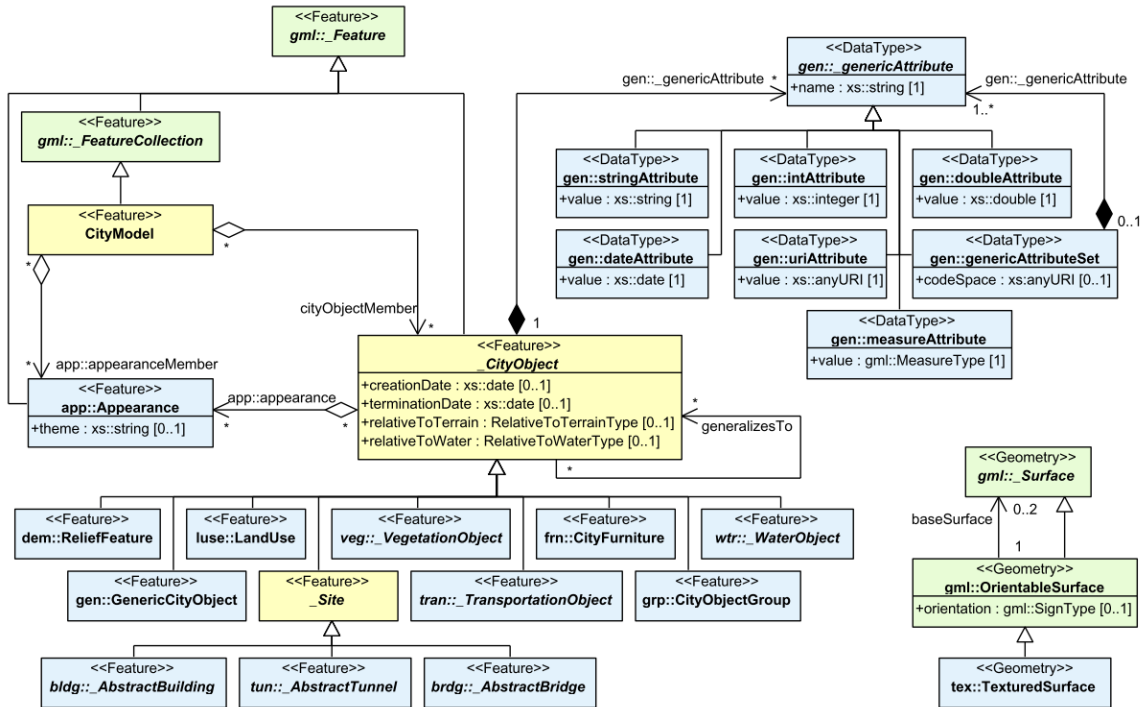 <<Feature>>
gml::_Feature
<<DataType>>
gen::_genericAttribute
+name : xs::string [1]
gen::_genericAttribute
*
gen::_genericAttribute
1..*
<<Feature>>
gml::_FeatureCollection
<<DataType>>
gen::stringAttribute
+value : xs::string [1]
<<DataType>>
gen::intAttribute
+value : xs::integer [1]
<<DataType>>
gen::doubleAttribute
+value : xs::double [1]
<<Feature>>
CityModel
*
*
0..1
<<DataType>>
gen::dateAttribute
+value : xs::date [1]
<<DataType>>
gen::uriAttribute
+value : xs::anyURI [1]
<<DataType>>
gen::genericAttributeSet
+codeSpace : xs:anyURI [0..1]
cityObjectMember
*
1
<<DataType>>
gen::measureAttribute
+value : gml::MeasureType [1]
<<Feature>>
_CityObject
+creationDate : xs::date [0..1]
+terminationDate : xs::date [0..1]
+relativeToTerrain : RelativeToTerrainType [0..1]
+relativeToWater : RelativeToWaterType [0..1]
*
app::appearanceMember
<<Feature>>
app::Appearance
+theme : xs::string [0..1]
app::appearance
*
*
*
generalizesTo
*
<<Geometry>>
gml::_Surface
baseSurface
0..2
1
<<Geometry>>
gml::OrientableSurface
+orientation : gml::SignType [0..1]
<<Geometry>>
tex::TexturedSurface
<<Feature>>
dem::ReliefFeature
<<Feature>>
luse::LandUse
<<Feature>>
veg::_VegetationObject
<<Feature>>
frn::CityFurniture
<<Feature>>
wtr::_WaterObject
<<Feature>>
gen::GenericCityObject
<<Feature>>
_Site
<<Feature>>
tran::_TransportationObject
<<Feature>>
grp::CityObjectGroup
<<Feature>>
bldg::_AbstractBuilding
<<Feature>>
tun::_AbstractTunnel
<<Feature>>
brdg::_AbstractBridge